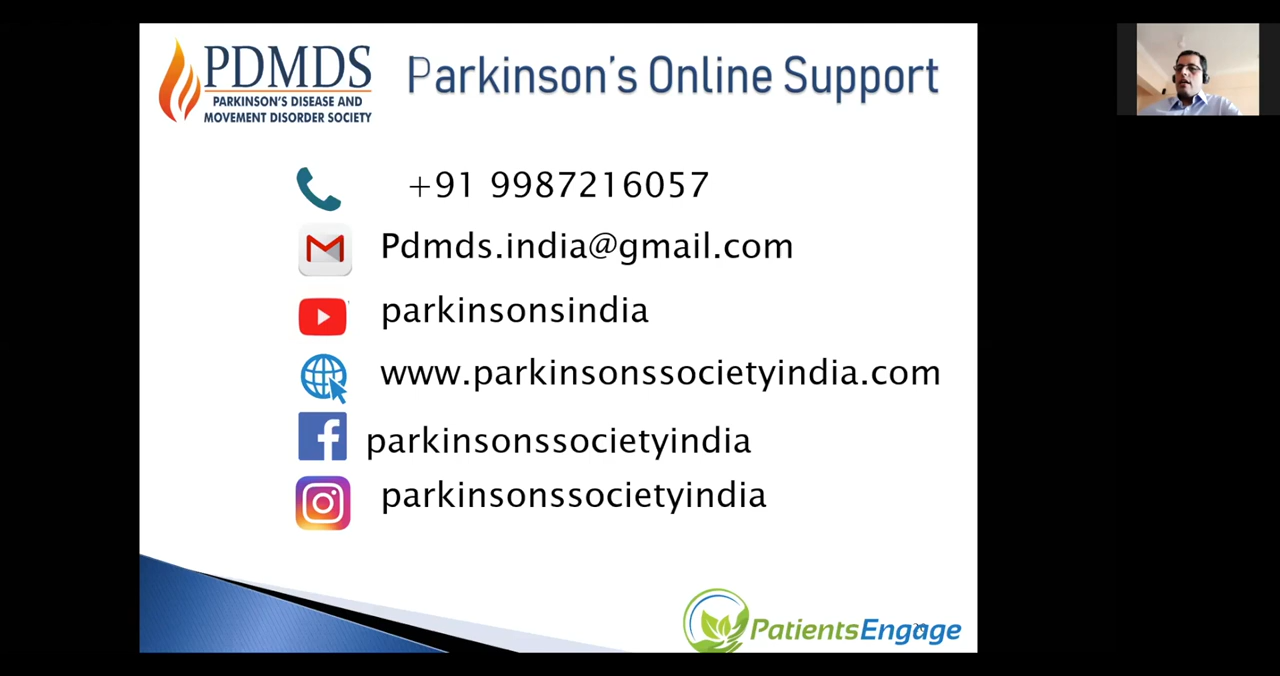 PDMDS
PARKINSON'S DISEASE AND
MOVEMENT DISORDER SOCIETY
Parkinson's Online Support
+91 9987216057
Pdmds.india@gmail.com
parkinsonsindia
www.parkinsonssocietyindia.com
parkinsonssocietyindia
parkinsonssocietyindia
PatientsEngage